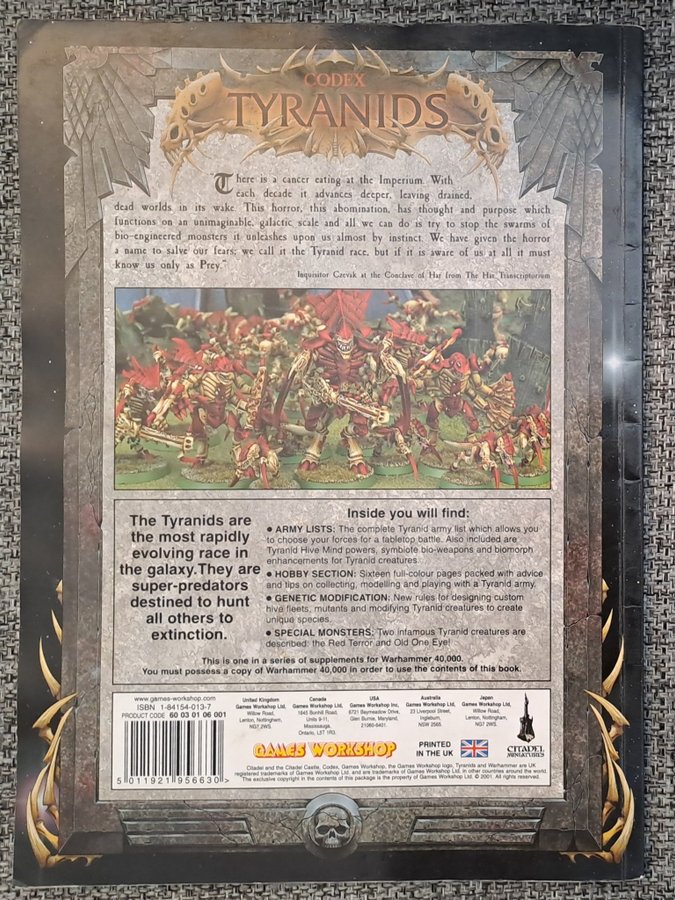 CODEX
TYRANIDS
There is a cancer eating at the Imperium. With
each decade it advances deeper, leaving drained,
dead worlds in its wake. This horror, this abomination, has thought and purpose which
functions on an unimaginable, galactic scale and all we can do is try to stop the swarms of
bio-engineered monsters it unleashes upon us almost by instinct. We have given the horror
a name to salve our fears; we call it the Tyranid race, but if it is aware of us at all it must
know us only as Prey."
Inquisitor Czevak at the Conclave of Har from The Har Transcriptorium
The Tyranids are
the most rapidly
evolving race in
the galaxy.They are
super-predators
destined to hunt
all others to
extinction.
Inside you will find:
● ARMY LISTS: The complete Tyranid army list which allows you
to choose your forces for a tabletop battle. Also included are
Tyranid Hive Mind powers, symbiote bio-weapons and biomorph
enhancements for Tyranid creatures.
● HOBBY SECTION: Sixteen full-colour pages packed with advice
and tips on collecting, modelling and playing with a Tyranid army.
● GENETIC MODIFICATION: New rules for designing custom
hive fleets, mutants and modifying Tyranid creatures to create
unique species.
● SPECIAL MONSTERS: Two infamous Tyranid creatures are
described: the Red Terror and Old One Eye!
This is one in a series of supplements for Warhammer 40,000.
You must possess a copy of Warhammer 40,000 in order to use the contents of this book.
www.games-workshop.com
ISBN 1-84154-013-7
PRODUCT CODE 60 03 01 06 001
5 011921 956630 >
United Kingdom
Games Workshop Ltd,
Willow Road,
Lenton, Nottingham,
NG7 2WS.
Canada
Games Workshop Ltd,
1645 Bonhill Road,
Units 9-11,
Mississauga,
Ontario, L5T 1R3.
USA
Games Workshop Inc,
6721 Baymeadow Drive,
Glen Burnie, Maryland,
21060-6401.
Australia
Games Workshop Ltd,
23 Liverpool Street,
Ingleburn,
NSW 2565.
Japan
Games Workshop Ltd,
Willow Road,
Lenton, Nottingham,
NG7 2WS.
GAMES WORKSHOP
PRINTED
IN THE UK
CITADEL
MINIATURES
Citadel and the Citadel Castle, Codex, Games Workshop, the Games Workshop logo, Tyranids and Warhammer are UK
registered trademarks of Games Workshop Ltd. and are trademarks of Games Workshop Ltd. in other countries around the world.
The exclusive copyright in the contents of this package is the property of Games Workshop Ltd. © 2001. All rights reserved.